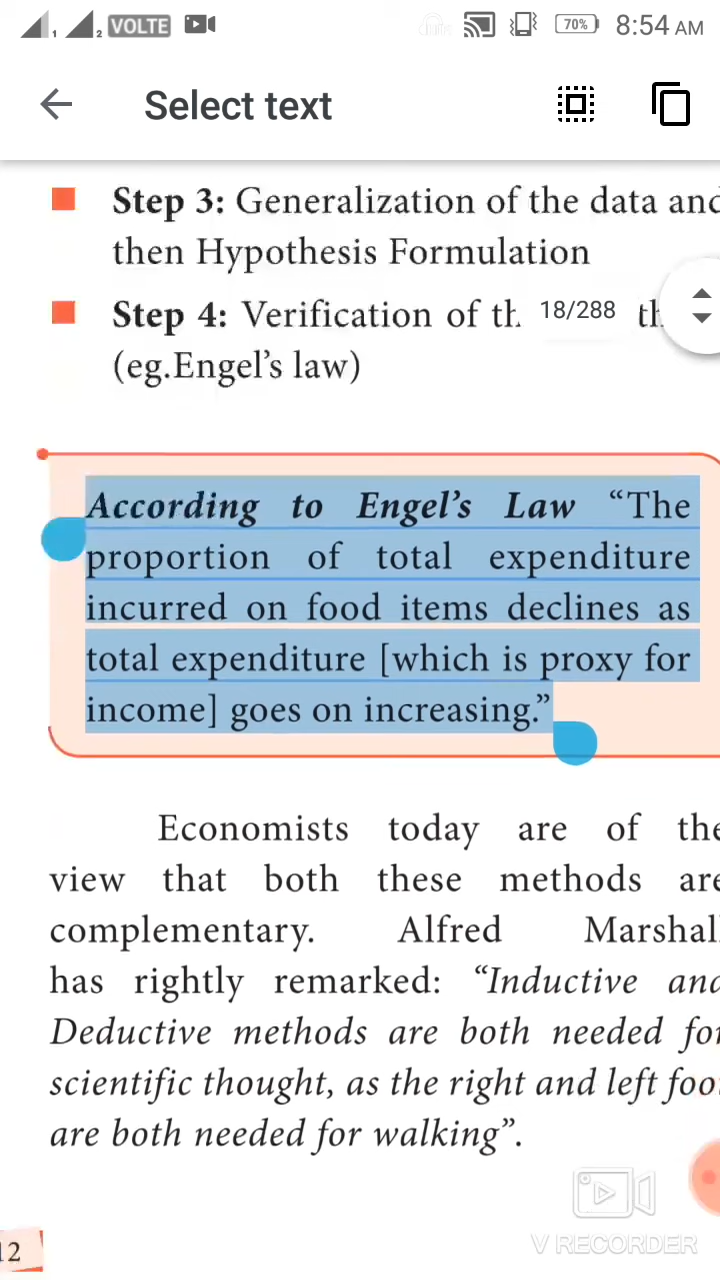 1 2 VOLTE 70% 8:54 AM
Select text
Step 3: Generalization of the data and
then Hypothesis Formulation
Step 4: Verification of 18/288
(eg.Engel’s law)
According to Engel’s Law “The
proportion of total expenditure
incurred on food items declines as
total expenditure [which is proxy for
income] goes on increasing.”
Economists today are of the
view that both these methods are
complementary. Alfred Marshall
has rightly remarked: “Inductive and
Deductive methods are both needed for
scientific thought, as the right and left foot
are both needed for walking”.
12
V RECORDER